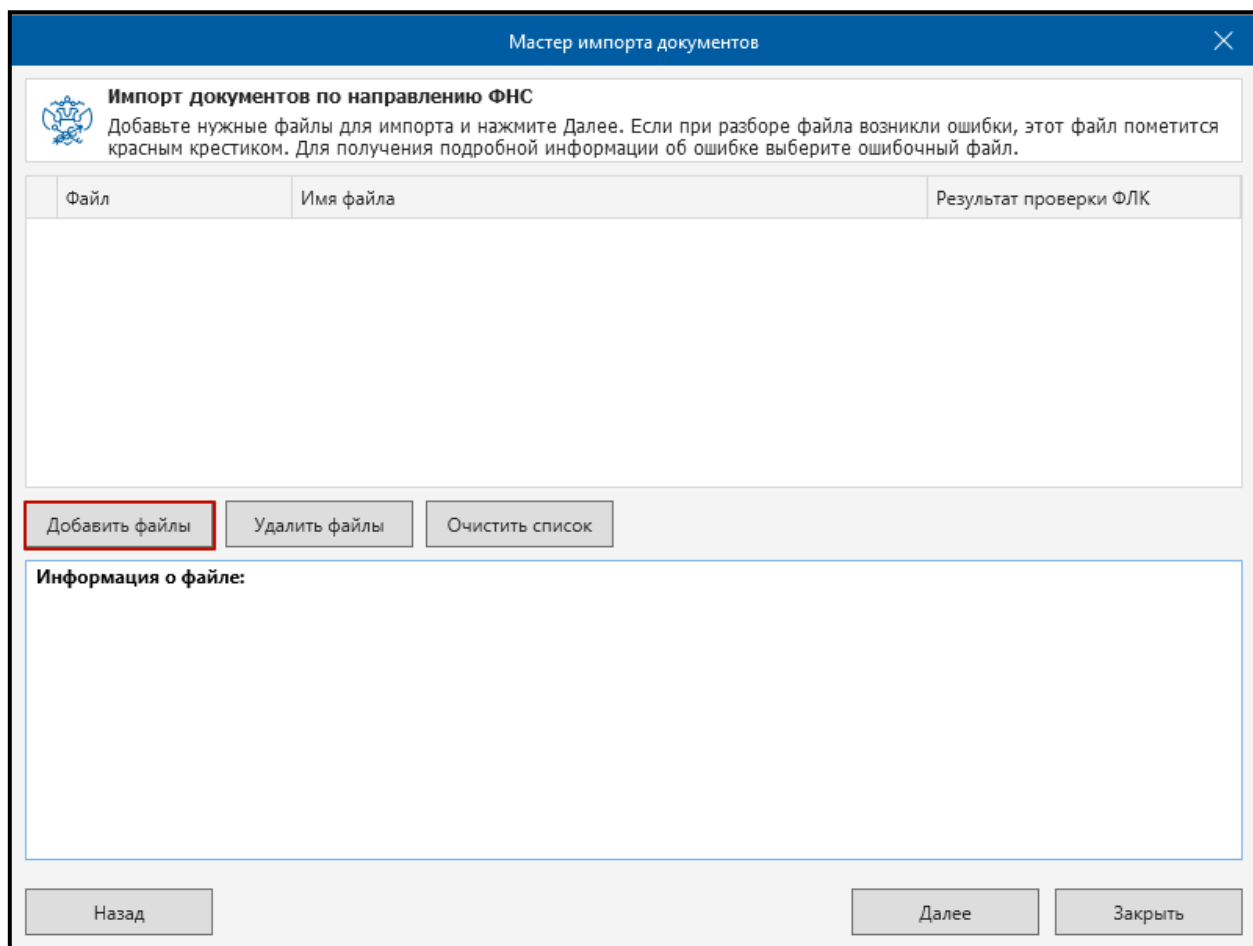 Мастер импорта документов
Импорт документов по направлению ФНС
Добавьте нужные файлы для импорта и нажмите Далее. Если при разборе файла возникли ошибки, этот файл пометится
красным крестиком. Для получения подробной информации об ошибке выберите ошибочный файл.
Файл Имя файла Результат проверки ФЛК
Добавить файлы Удалить файлы Очистить список
Информация о файле:
Назад Далее Закрыть